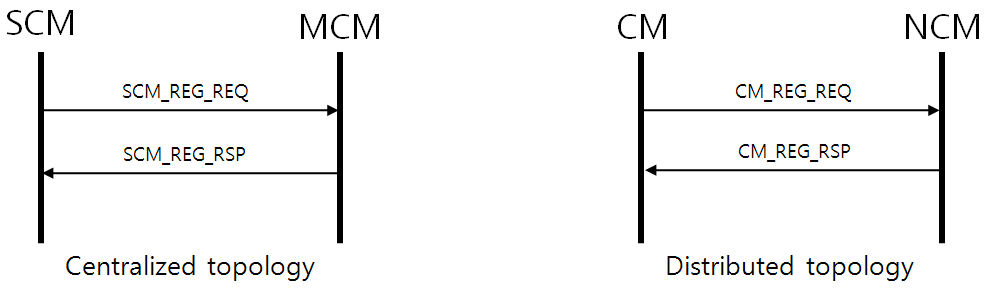 SCM
MCM
SCM_REG_REQ
SCM_REG_RSP
Centralized topology
CM
NCM
CM_REG_REQ
CM_REG_RSP
Distributed topology